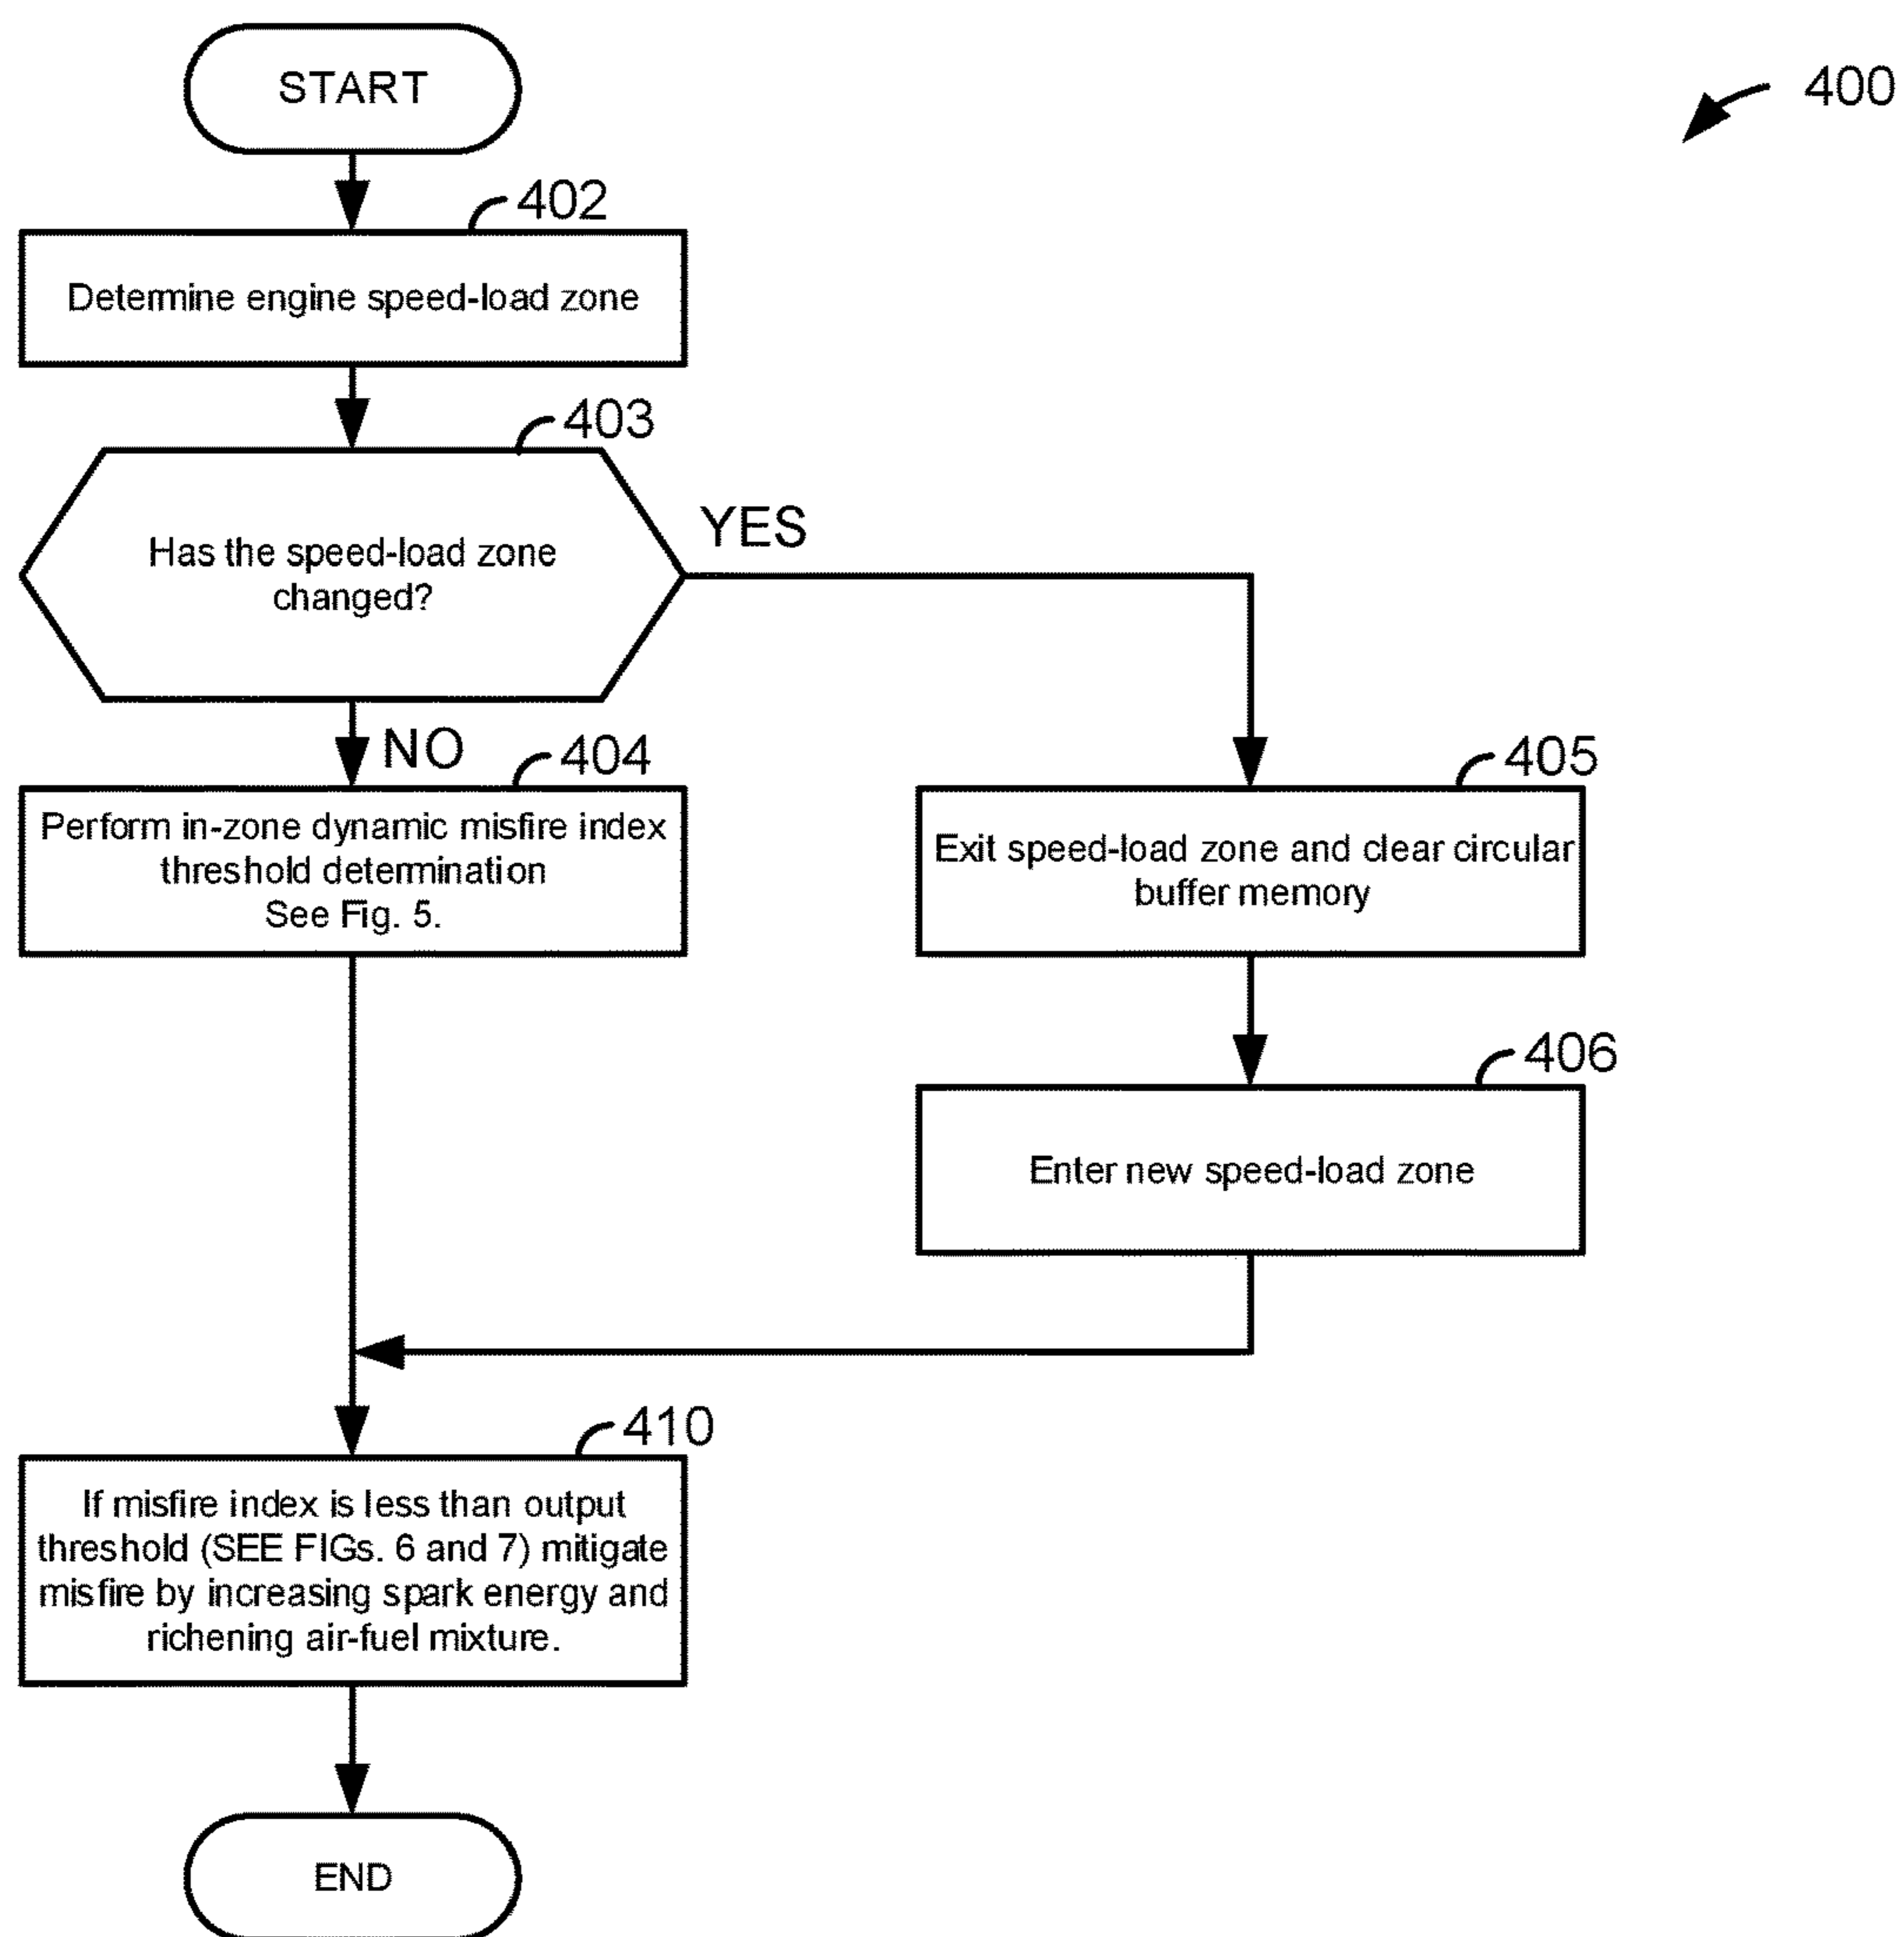 START
400
402
Determine engine speed-load zone
403
Has the speed-load zone
changed?
YES
NO
404
Perform in-zone dynamic misfire index
threshold determination
See Fig. 5.
405
Exit speed-load zone and clear circular
buffer memory
406
Enter new speed-load zone
410
If misfire index is less than output
threshold (SEE FIGs. 6 and 7) mitigate
misfire by increasing spark energy and
richening air-fuel mixture.
END